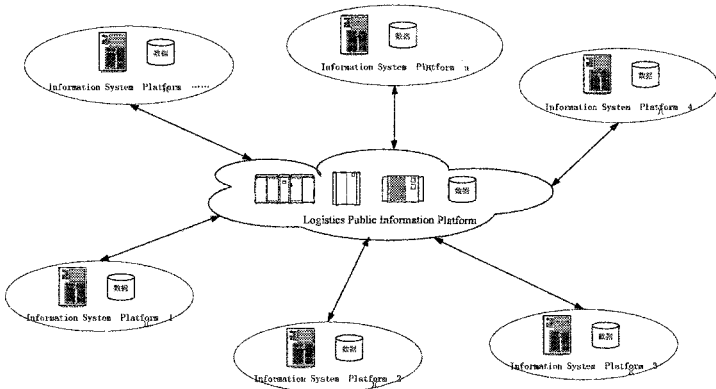 数据
Information System Platform ......
数据
Information System Platform n
数据
Information System Platform 4
数据
Logistics Public Information Platform
数据
Information System Platform 1
数据
Information System Platform 2
数据
Information System Platform 3